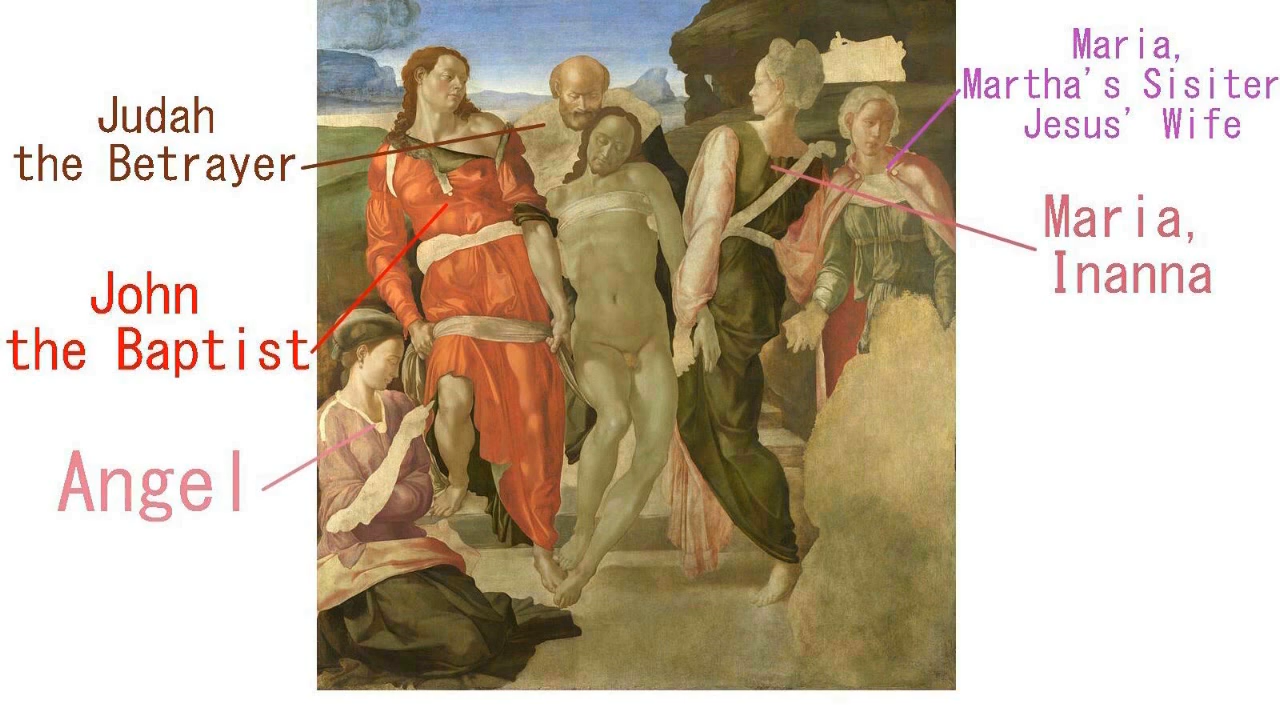 Judah
the Betrayer
John
the Baptist
Angel
Maria,
Martha's Sisiter
Jesus' Wife
Maria,
Inanna